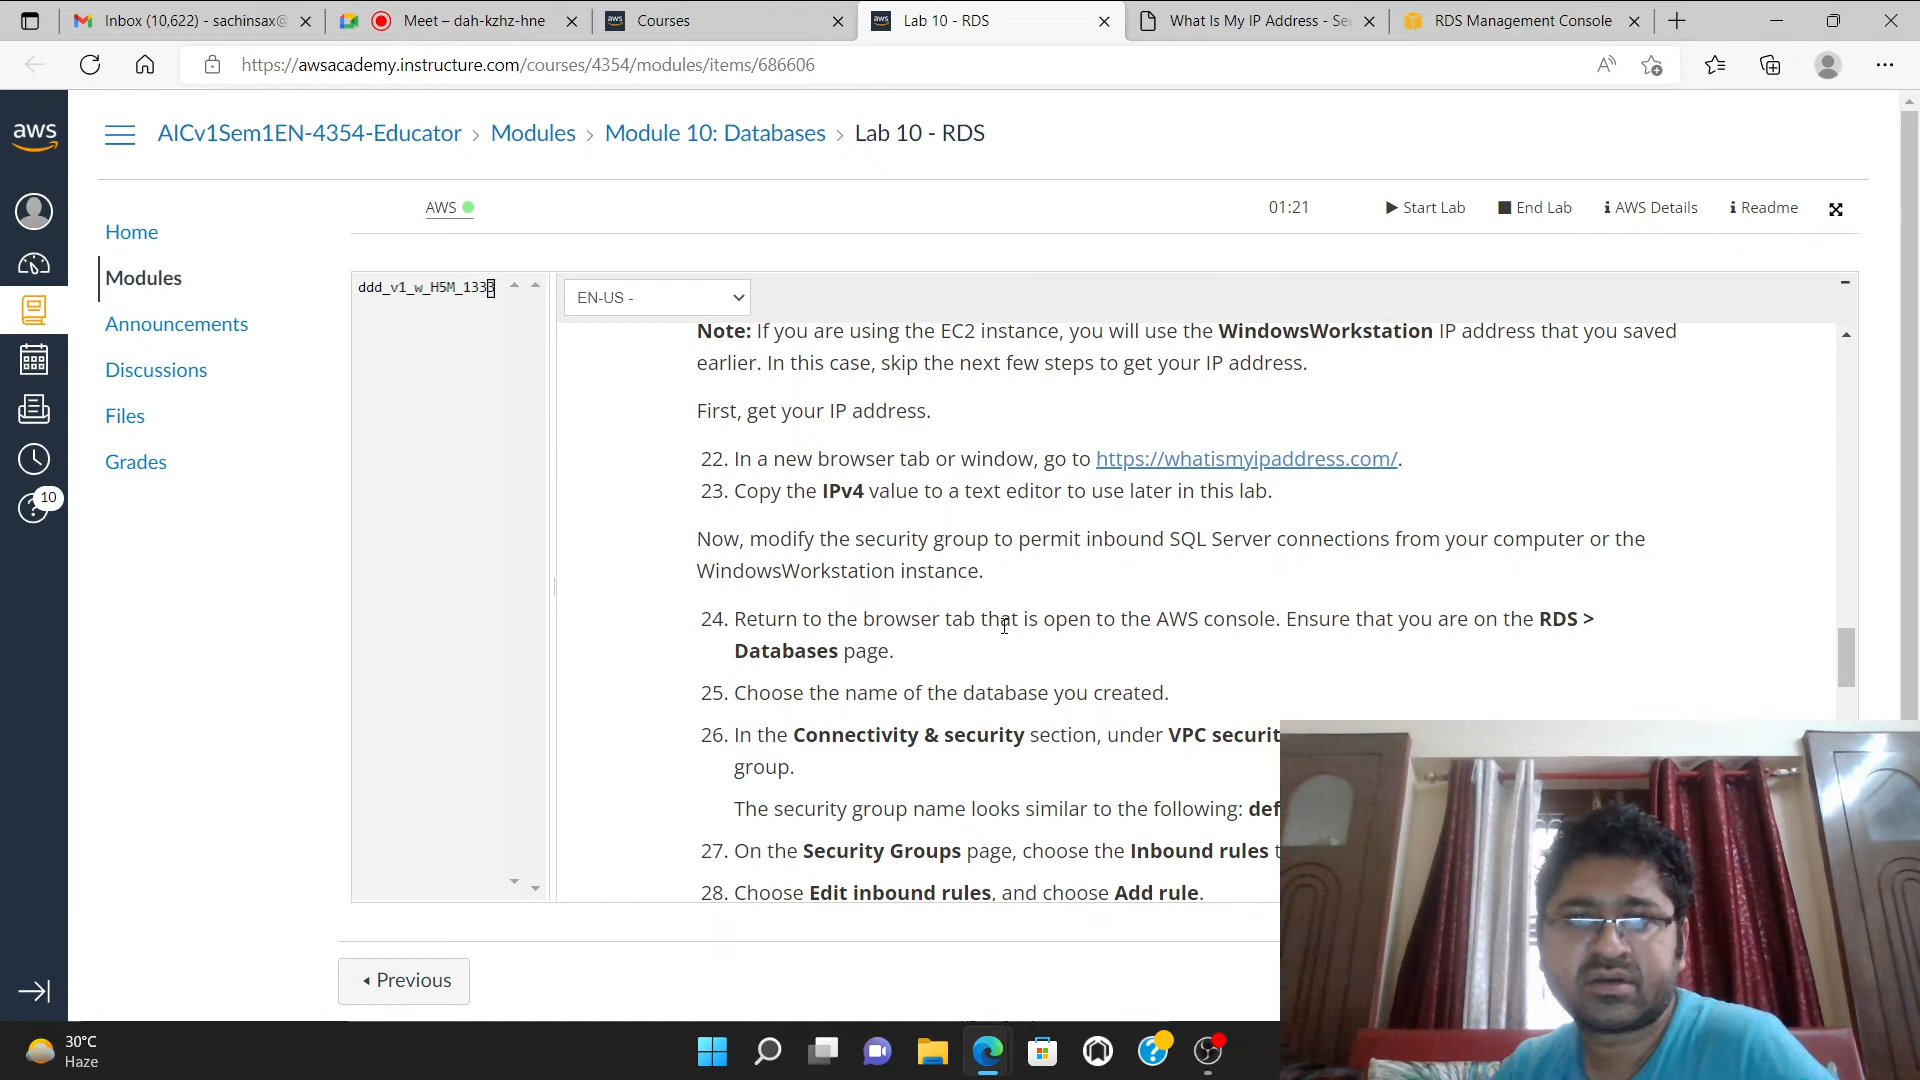 Inbox (10,622) - sachinsax@
Meet – dah-kzhz-hne
aws Courses
aws Lab 10 - RDS
What Is My IP Address - See
RDS Management Console
https://awsacademy.instructure.com/courses/4354/modules/items/686606
aws
AICv1Sem1EN-4354-Educator › Modules › Module 10: Databases › Lab 10 - RDS
AWS
01:21
Start Lab
End Lab
AWS Details
Readme
Home
Modules
Announcements
Discussions
Files
Grades
10
ddd_v1_w_H5M_1333
EN-US -
Note: If you are using the EC2 instance, you will use the WindowsWorkstation IP address that you saved
earlier. In this case, skip the next few steps to get your IP address.
First, get your IP address.
22. In a new browser tab or window, go to https://whatismyipaddress.com/.
23. Copy the IPv4 value to a text editor to use later in this lab.
Now, modify the security group to permit inbound SQL Server connections from your computer or the
WindowsWorkstation instance.
24. Return to the browser tab that is open to the AWS console. Ensure that you are on the RDS >
Databases page.
25. Choose the name of the database you created.
26. In the Connectivity & security section, under VPC securit
group.
The security group name looks similar to the following: def
27. On the Security Groups page, choose the Inbound rules t
28. Choose Edit inbound rules, and choose Add rule.
Previous
30°C
Haze